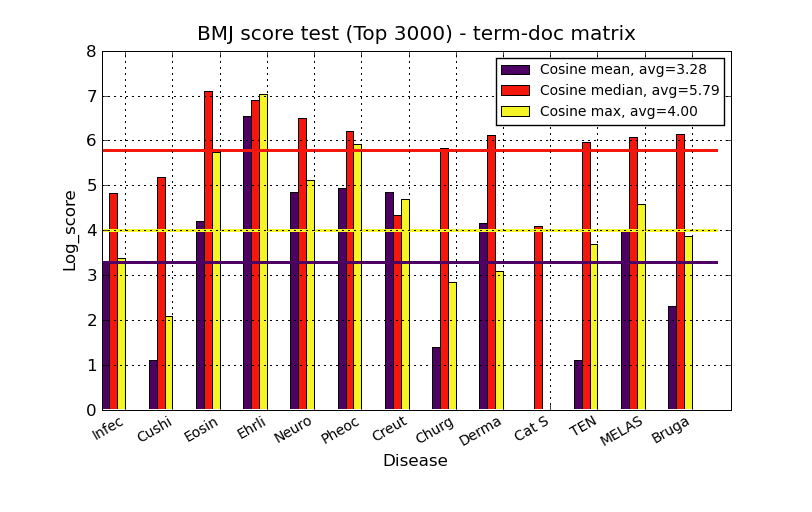 BMJ score test (Top 3000) - term-doc matrix
Cosine mean, avg=3.28
Cosine median, avg=5.79
Cosine max, avg=4.00
Log_score
8
7
6
5
4
3
2
1
0
Infec Cushi Eosin Ehrli Neuro Pheoc Creut Churg Derma Cat S TEN MELAS Bruga
Disease